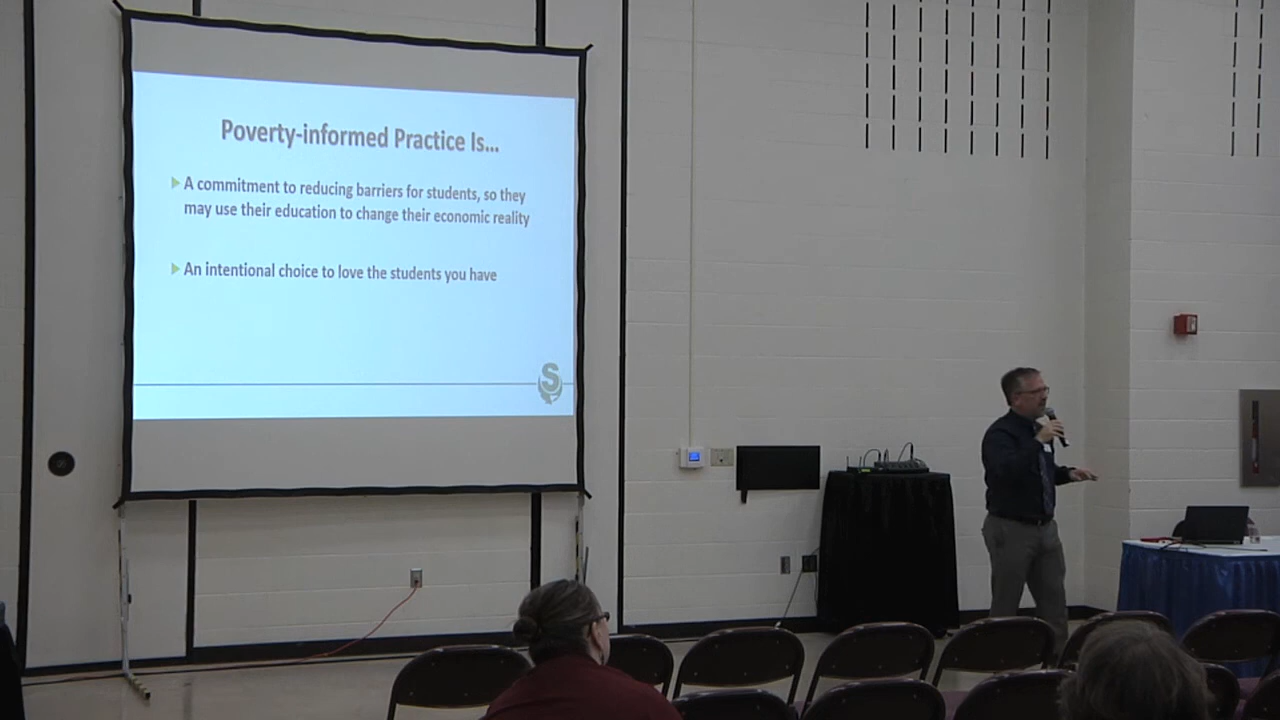 Poverty-informed Practice Is...
A commitment to reducing barriers for students, so they
may use their education to change their economic reality
An intentional choice to love the students you have
S